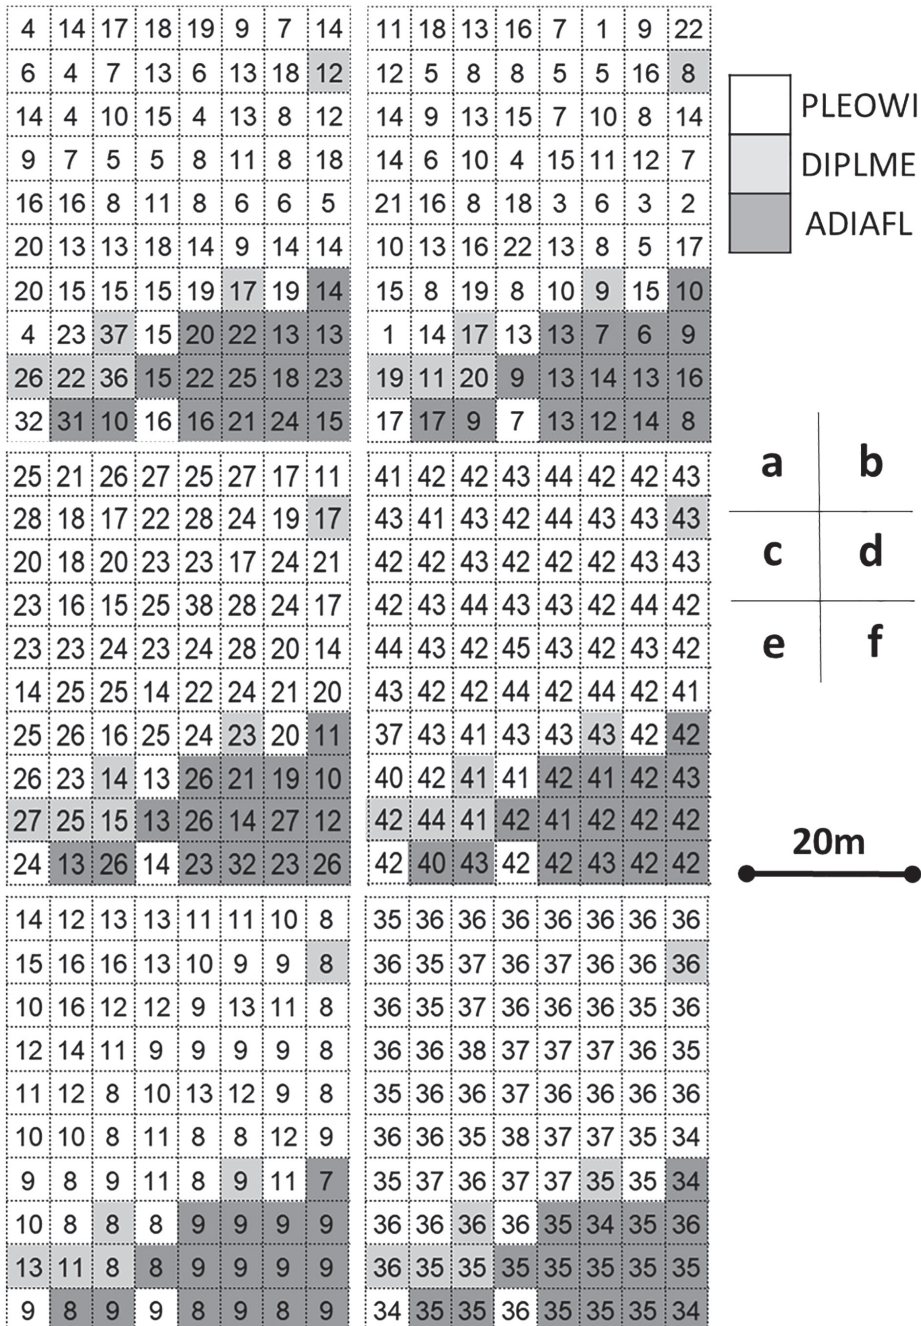 4 14 17 18 19 9 7 14
6 4 7 13 6 13 18 12
14 4 10 15 4 13 8 12
9 7 5 5 8 11 8 18
16 16 8 11 8 6 6 5
20 13 13 18 14 9 14 14
20 15 15 15 19 17 19 14
4 23 37 15 20 22 13 13
26 22 36 15 22 25 18 23
32 31 10 16 16 21 24 15
11 18 13 16 7 1 9 22
12 5 8 8 5 5 16 8
14 9 13 15 7 10 8 14
14 6 10 4 15 11 12 7
21 16 8 18 3 6 3 2
10 13 16 22 13 8 5 17
15 8 19 8 10 9 15 10
1 14 17 13 13 7 6 9
19 11 20 9 13 14 13 16
17 17 9 7 13 12 14 8
25 21 26 27 25 27 17 11
28 18 17 22 28 24 19 17
20 18 20 23 23 17 24 21
23 16 15 25 38 28 24 17
23 23 24 23 24 28 20 14
14 25 25 14 22 24 21 20
25 26 16 25 24 23 20 11
26 23 14 13 26 21 19 10
27 25 15 13 26 14 27 12
24 13 26 14 23 32 23 26
41 42 42 43 44 42 42 43
43 41 43 42 44 43 43 43
42 42 43 42 42 42 43 43
42 43 44 43 43 42 44 42
44 43 42 45 43 42 43 42
43 42 42 44 42 44 42 41
37 43 41 43 43 43 42 42
40 42 41 41 42 41 42 43
42 44 41 42 41 42 42 42
42 40 43 42 42 43 42 42
14 12 13 13 11 11 10 8
15 16 16 13 10 9 9 8
10 16 12 12 9 13 11 8
12 14 11 9 9 9 9 8
11 12 8 10 13 12 9 8
10 10 8 11 8 8 12 9
9 8 9 11 8 9 11 7
10 8 8 8 9 9 9 9
13 11 8 8 9 9 9 9
9 8 9 9 8 9 8 9
35 36 36 36 36 36 36 36
36 35 37 36 37 36 36 36
36 35 37 36 36 36 35 36
36 36 38 37 37 37 36 35
35 36 36 37 36 36 36 36
36 36 35 38 37 37 35 34
35 37 36 37 37 35 35 34
36 36 36 36 35 34 35 36
36 35 35 35 35 35 35 35
34 35 35 36 35 35 35 34
PLEOWI
DIPLME
ADIAFL
a b
c d
e f
20m